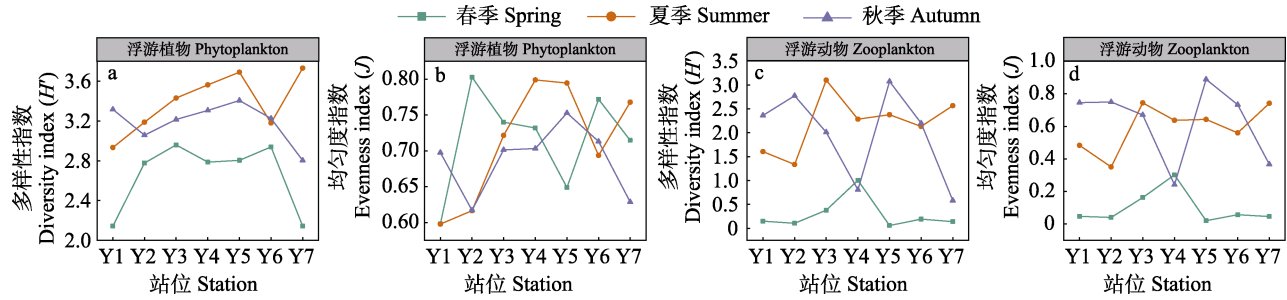 春季 Spring 夏季 Summer 秋季 Autumn
浮游植物 Phytoplankton
a
多样性指数
Diversity index (H')
3.6
3.2
2.8
2.4
2.0
Y1 Y2 Y3 Y4 Y5 Y6 Y7
站位 Station
浮游植物 Phytoplankton
b
均匀度指数
Evenness index (J)
0.80
0.75
0.70
0.65
0.60
Y1 Y2 Y3 Y4 Y5 Y6 Y7
站位 Station
浮游动物 Zooplankton
c
多样性指数
Diversity index (H')
3.5
3.0
2.5
2.0
1.5
1.0
0.5
0
Y1 Y2 Y3 Y4 Y5 Y6 Y7
站位 Station
浮游动物 Zooplankton
d
均匀度指数
Evenness index (J)
1.0
0.8
0.6
0.4
0.2
0
Y1 Y2 Y3 Y4 Y5 Y6 Y7
站位 Station